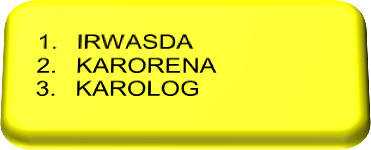 1. IRWASDA
2. KARORENA
3. KAROLOG